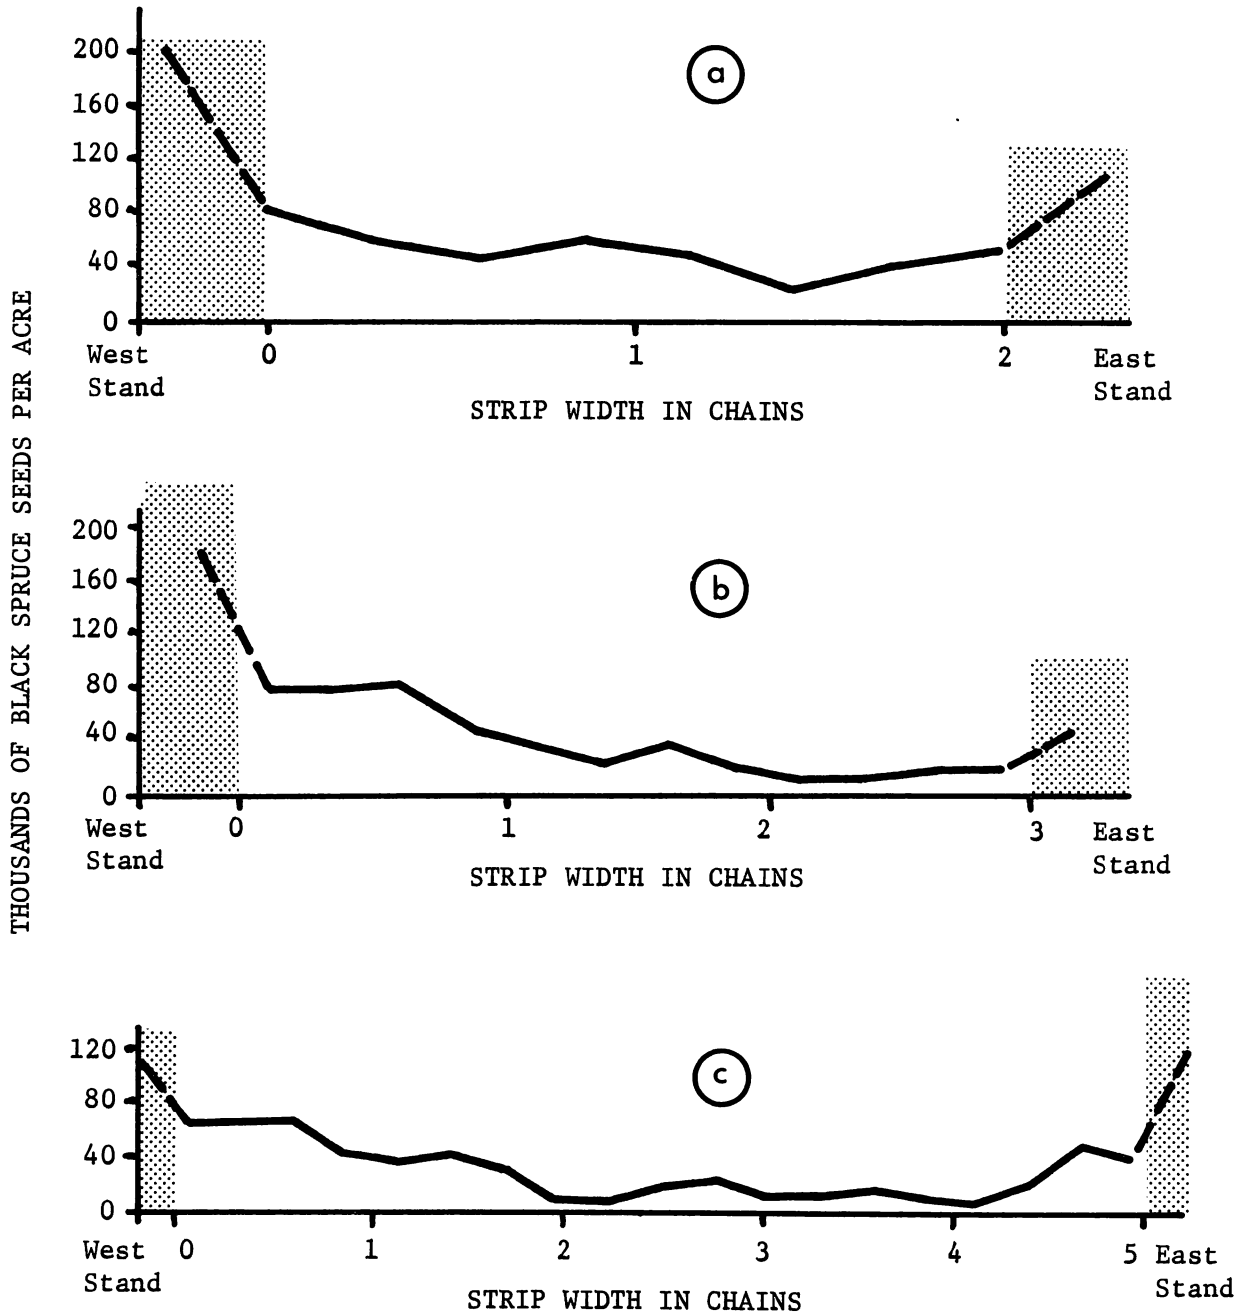 THOUSANDS OF BLACK SPRUCE SEEDS PER ACRE
a
200
160
120
80
40
0
West
Stand
0
1
2
East
Stand
STRIP WIDTH IN CHAINS
b
200
160
120
80
40
0
West
Stand
0
1
2
3
East
Stand
STRIP WIDTH IN CHAINS
c
120
80
40
0
West
Stand
0
1
2
3
4
5
East
Stand
STRIP WIDTH IN CHAINS